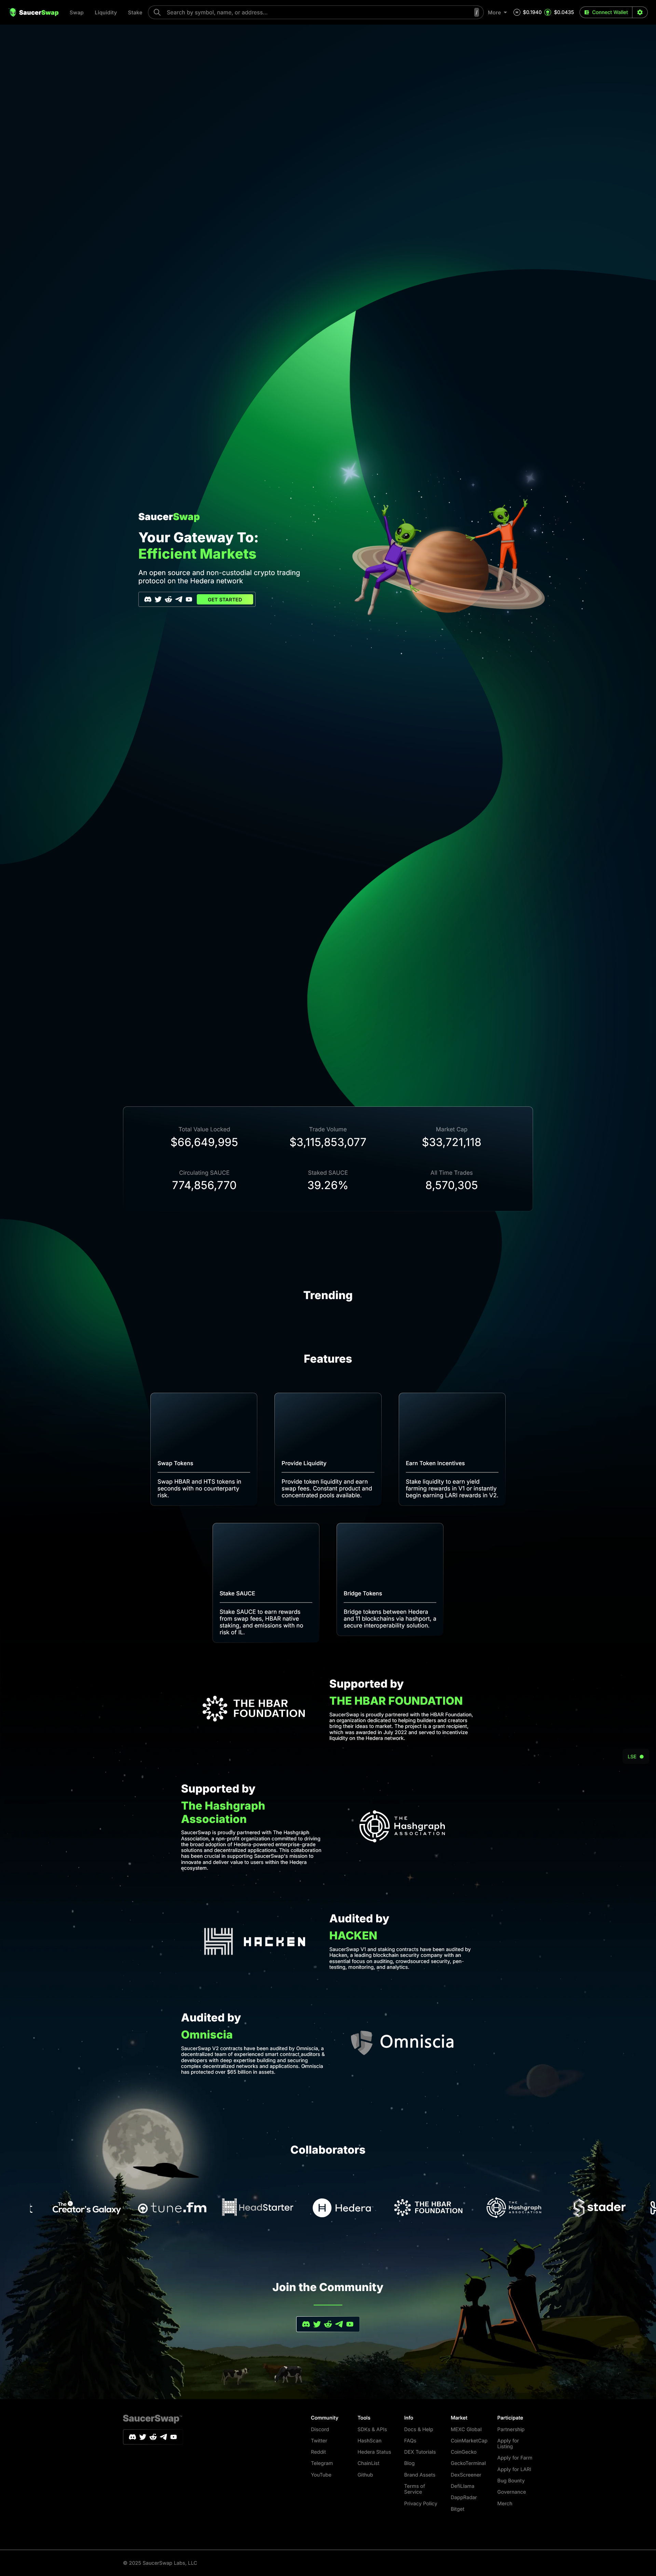 SaucerSwap Swap Liquidity Stake Search by symbol, name, or address... / More $0.1940 $0.0435 Connect Wallet
SaucerSwap
Your Gateway To:
Efficient Markets
An open source and non-custodial crypto trading
protocol on the Hedera network
GET STARTED
Total Value Locked Trade Volume Market Cap
$66,649,995 $3,115,853,077 $33,721,118
Circulating SAUCE Staked SAUCE All Time Trades
774,856,770 39.26% 8,570,305
Trending
Features
Swap Tokens
Swap HBAR and HTS tokens in
seconds with no counterparty
risk.
Provide Liquidity
Provide token liquidity and earn
swap fees. Constant product and
concentrated pools available.
Earn Token Incentives
Stake liquidity to earn yield
farming rewards in V1 or instantly
begin earning LARI rewards in V2.
Stake SAUCE
Stake SAUCE to earn rewards
from swap fees, HBAR native
staking, and emissions with no
risk of IL.
Bridge Tokens
Bridge tokens between Hedera
and 11 blockchains via hashport, a
secure interoperability solution.
THE HBAR
FOUNDATION
Supported by
THE HBAR FOUNDATION
SaucerSwap is proudly partnered with the HBAR Foundation,
an organization dedicated to helping builders and creators
bring their ideas to market. The project is a grant recipient,
which was awarded in July 2022 and served to incentivize
liquidity on the Hedera network.
LSE
Supported by
The Hashgraph
Association
SaucerSwap is proudly partnered with The Hashgraph
Association, a non-profit organization committed to driving
the broad adoption of Hedera-powered enterprise-grade
solutions and decentralized applications. This collaboration
has been crucial in supporting SaucerSwap's mission to
innovate and deliver value to users within the Hedera
ecosystem.
THE
Hashgraph
ASSOCIATION
HACKEN
Audited by
HACKEN
SaucerSwap V1 and staking contracts have been audited by
Hacken, a leading blockchain security company with an
essential focus on auditing, crowdsourced security, pen-
testing, monitoring, and analytics.
Audited by
Omniscia
SaucerSwap V2 contracts have been audited by Omniscia, a
decentralized team of experienced smart contract auditors &
developers with deep expertise building and securing
complex decentralized networks and applications. Omniscia
has protected over $65 billion in assets.
Omniscia
Collaborators
The Creator's Galaxy tune.fm HeadStarter H Hedera THE HBAR FOUNDATION THE Hashgraph ASSOCIATION stader
Join the Community
SaucerSwap
Community
Discord
Twitter
Reddit
Telegram
YouTube
Tools
SDKs & APIs
HashScan
Hedera Status
ChainList
Github
Info
Docs & Help
FAQs
DEX Tutorials
Blog
Brand Assets
Terms of
Service
Privacy Policy
Market
MEXC Global
CoinMarketCap
CoinGecko
GeckoTerminal
DexScreener
DefiLlama
DappRadar
Bitget
Participate
Partnership
Apply for
Listing
Apply for Farm
Apply for LARI
Bug Bounty
Governance
Merch
© 2025 SaucerSwap Labs, LLC